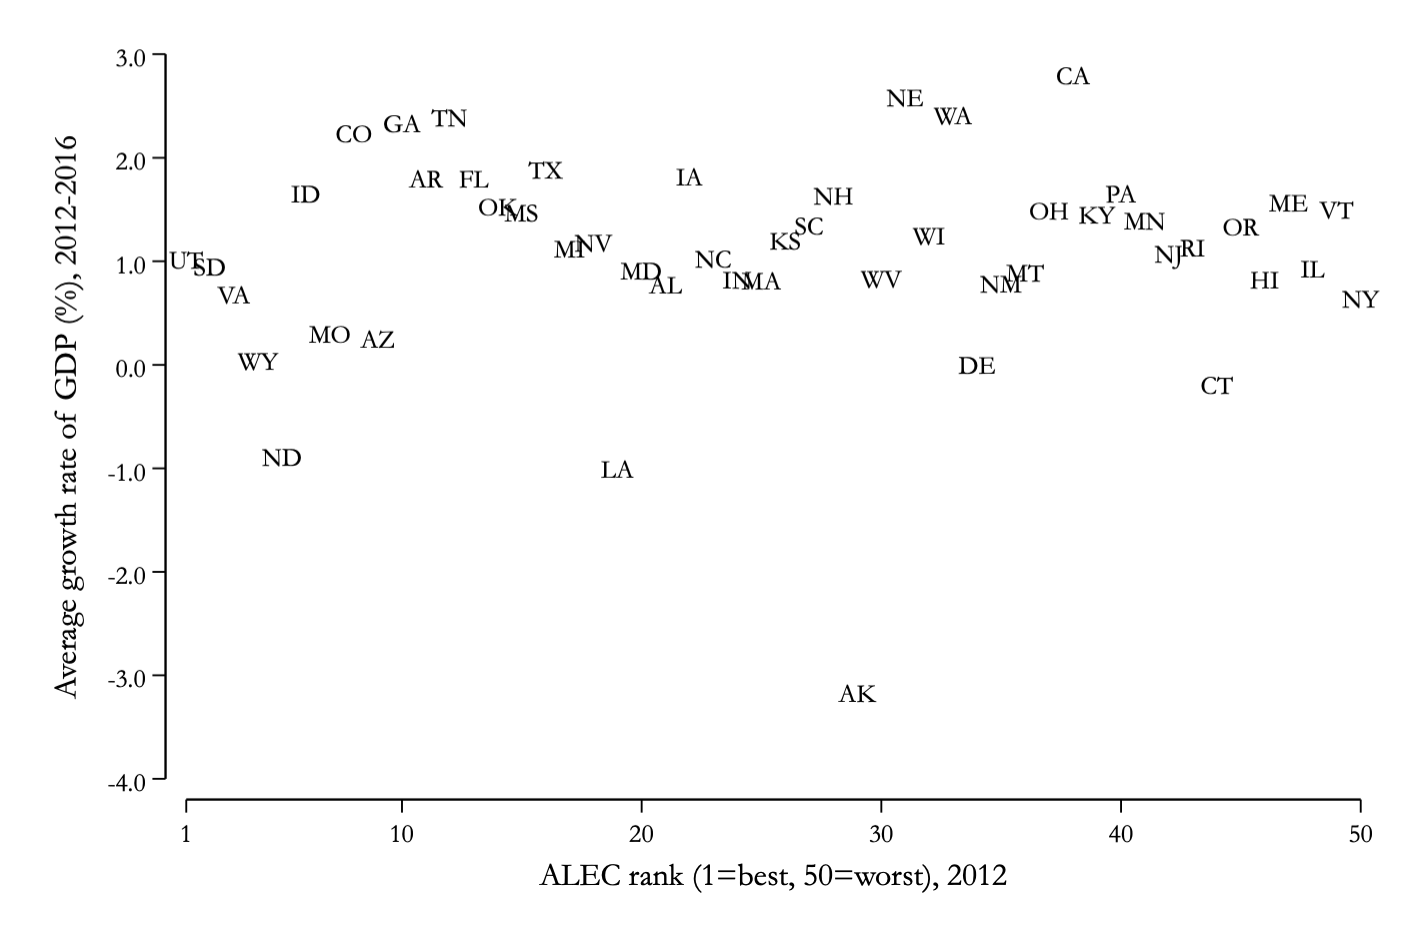 Average growth rate of GDP (%), 2012-2016
3.0
2.0
1.0
0.0
-1.0
-2.0
-3.0
-4.0
CA
NE
WA
TN
GA
CO
TX
IA
AR
FL
ID
NH
PA
ME
VT
OK
MS
OH
KY
MN
OR
SC
KS
WI
MI
NV
RI
NJ
UT
SD
NC
MD
MT
IL
AL
IN
MA
WV
NM
HI
VA
NY
MO
AZ
WY
DE
CT
ND
LA
AK
1
10
20
30
40
50
ALEC rank (1=best, 50=worst), 2012